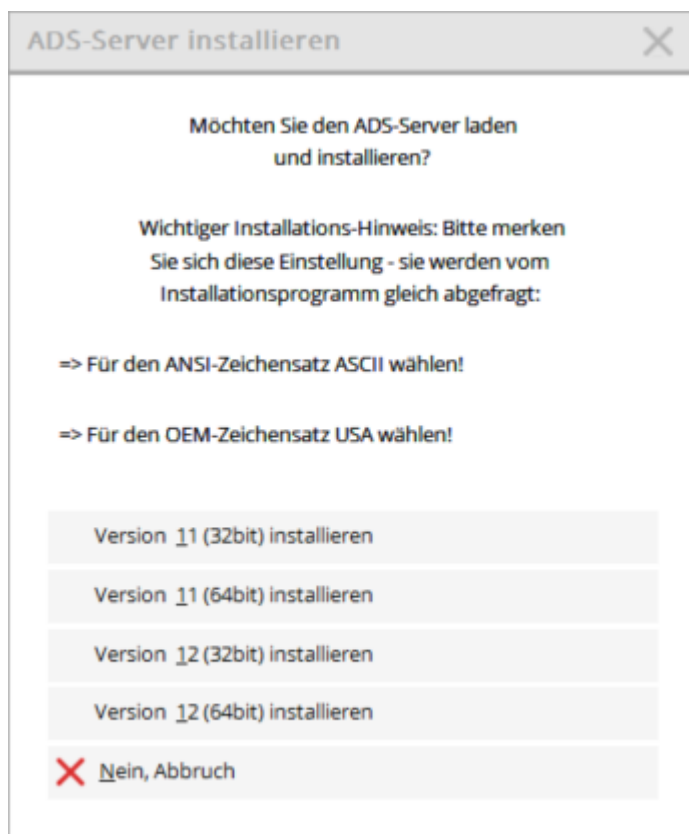 ADS-Server installieren
Möchten Sie den ADS-Server laden
und installieren?
Wichtiger Installations-Hinweis: Bitte merken
Sie sich diese Einstellung - sie werden vom
Installationsprogramm gleich abgefragt:
=> Für den ANSI-Zeichensatz ASCII wählen!
=> Für den OEM-Zeichensatz USA wählen!
Version 11 (32bit) installieren
Version 11 (64bit) installieren
Version 12 (32bit) installieren
Version 12 (64bit) installieren
Nein, Abbruch